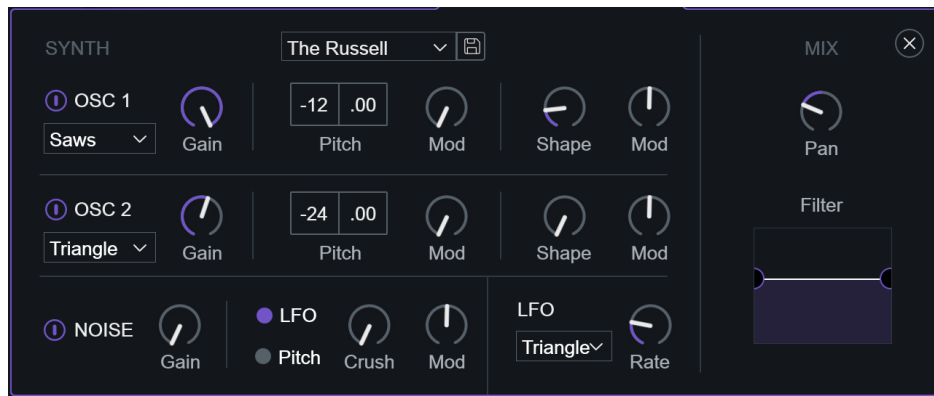 SYNTH
The Russell
MIX
OSC 1
Saws
Gain
-12 .00
Pitch
Mod
Shape
Mod
Pan
OSC 2
Triangle
Gain
-24 .00
Pitch
Mod
Shape
Mod
Filter
NOISE
Gain
LFO
Pitch
Crush
Mod
LFO
Triangle
Rate